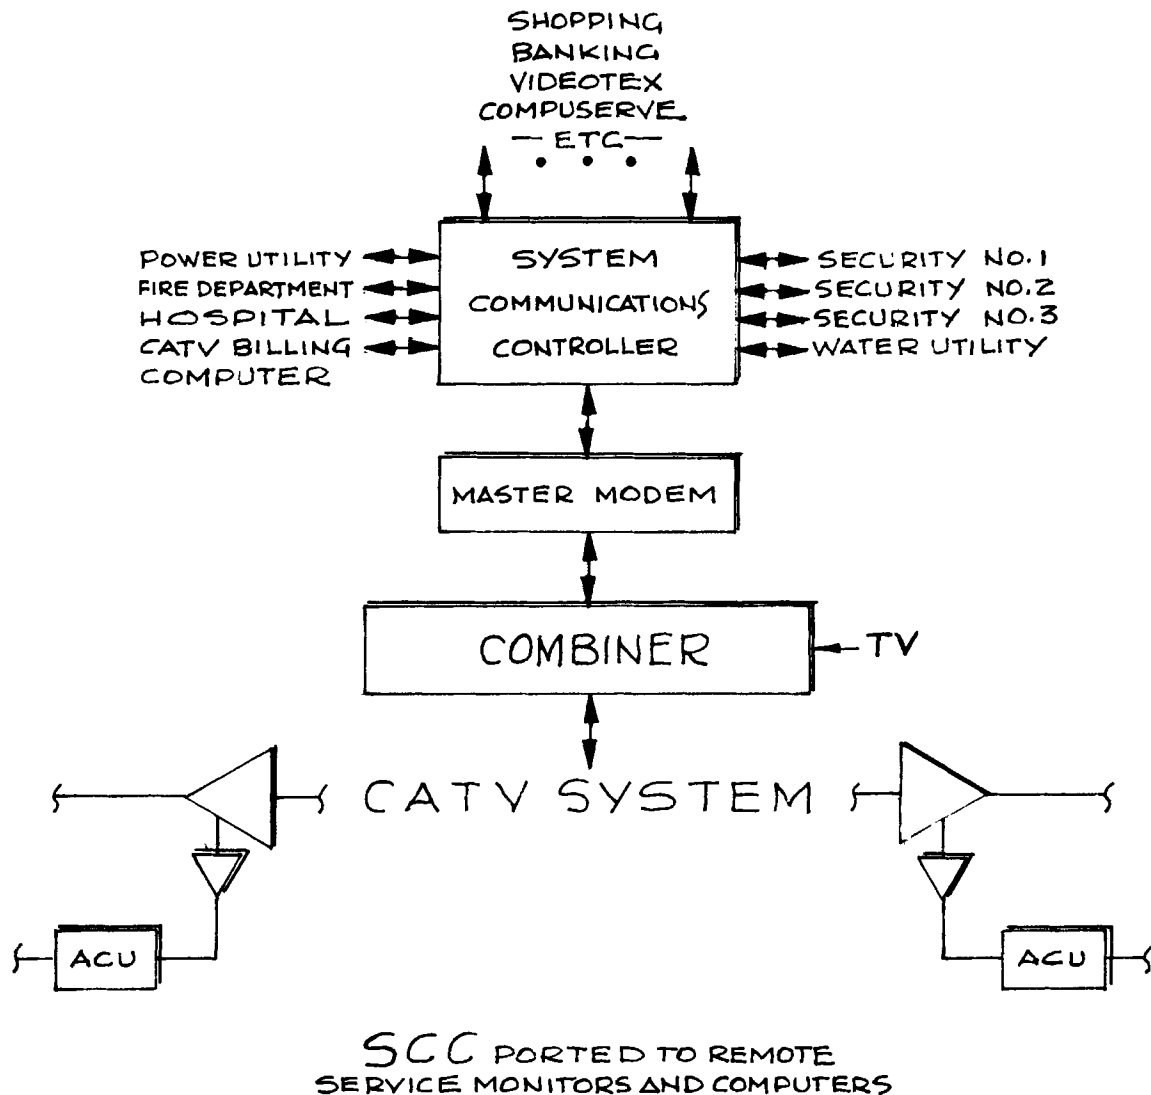 SHOPPING
BANKING
VIDEOTEX
COMPUSERVE
— ETC —
• • •
POWER UTILITY
FIRE DEPARTMENT
HOSPITAL
CATV BILLING
COMPUTER
SYSTEM
COMMUNICATIONS
CONTROLLER
SECURITY NO.1
SECURITY NO.2
SECURITY NO.3
WATER UTILITY
MASTER MODEM
COMBINER
TV
CATV SYSTEM
ACU
ACU
SCC PORTED TO REMOTE
SERVICE MONITORS AND COMPUTERS